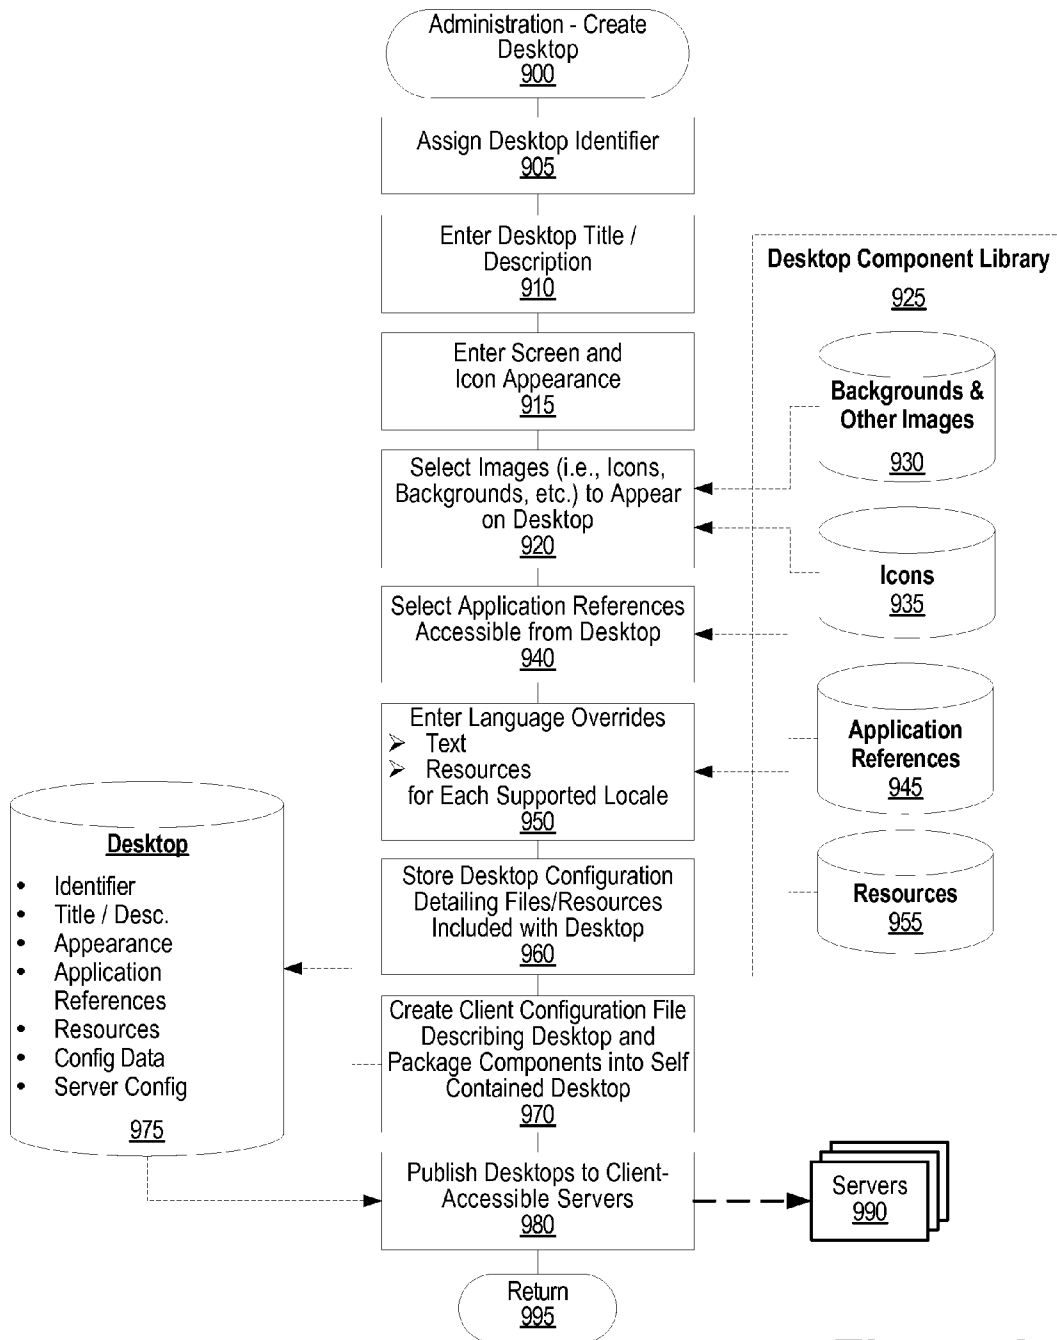 Administration - Create
Desktop
900
Assign Desktop Identifier
905
Enter Desktop Title /
Description
910
Enter Screen and
Icon Appearance
915
Select Images (i.e., Icons,
Backgrounds, etc.) to Appear
on Desktop
920
Select Application References
Accessible from Desktop
940
Enter Language Overrides
➢ Text
➢ Resources
for Each Supported Locale
950
Store Desktop Configuration
Detailing Files/Resources
Included with Desktop
960
Create Client Configuration File
Describing Desktop and
Package Components into Self
Contained Desktop
970
Publish Desktops to Client-
Accessible Servers
980
Return
995
Desktop Component Library
925
Backgrounds &
Other Images
930
Icons
935
Application
References
945
Resources
955
Desktop
• Identifier
• Title / Desc.
• Appearance
• Application
References
• Resources
• Config Data
• Server Config
975
Servers
990